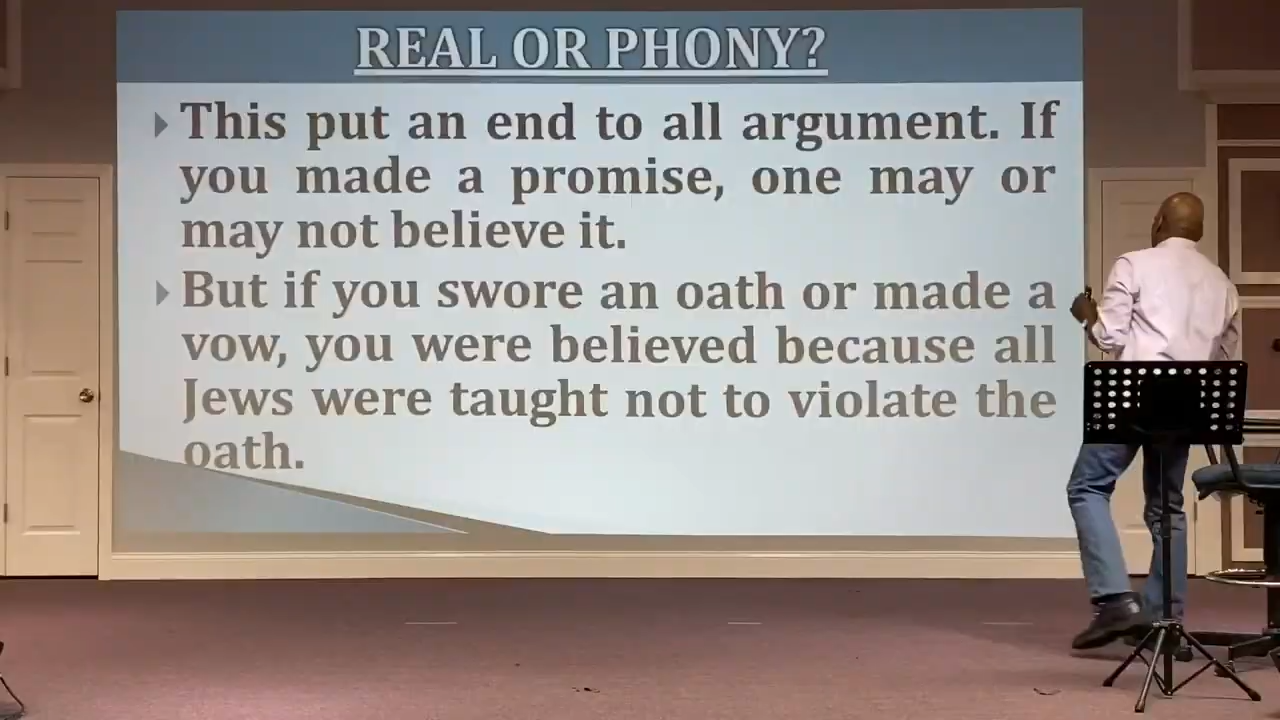 REAL OR PHONY?
This put an end to all argument. If
you made a promise, one may or
may not believe it.
But if you swore an oath or made a
vow, you were believed because all
Jews were taught not to violate the
oath.